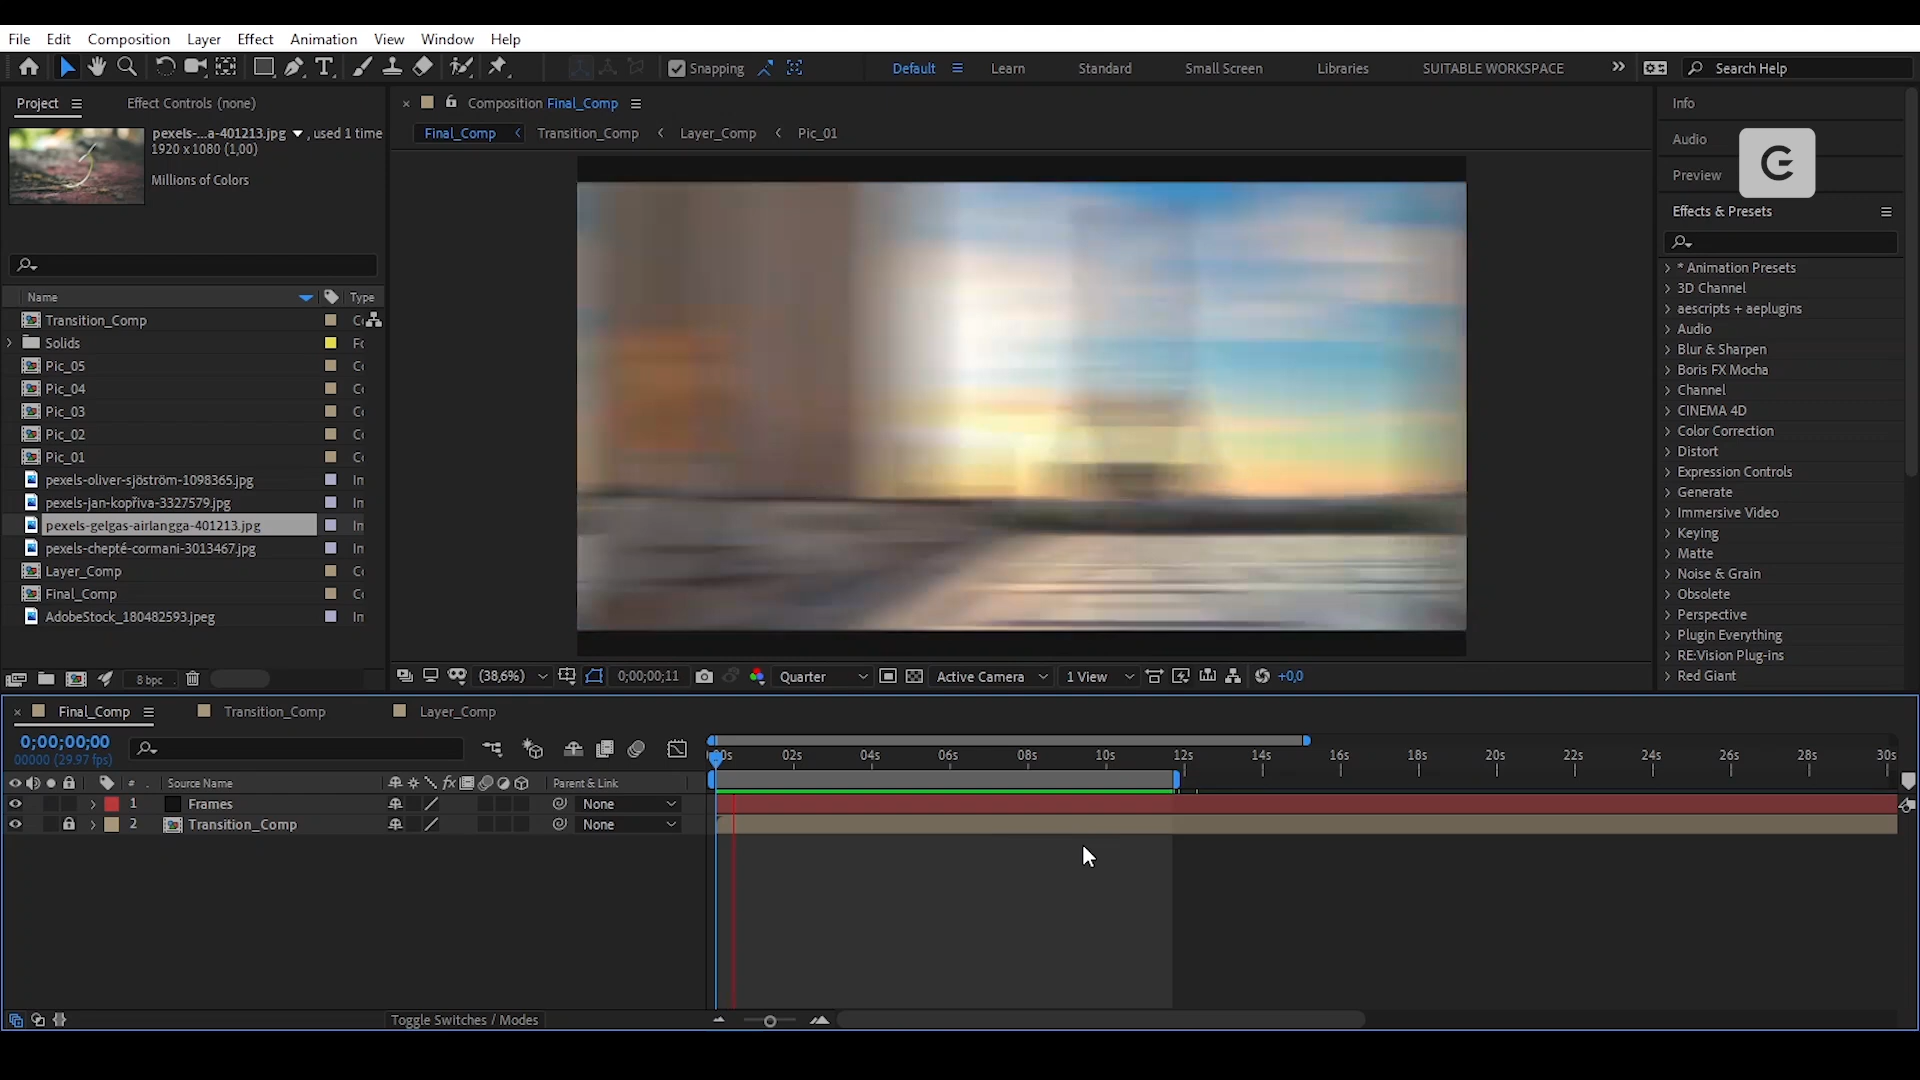 File Edit Composition Layer Effect Animation View Window Help
Snapping Default Learn Standard Small Screen Libraries SUITABLE WORKSPACE Search Help
Project Effect Controls (none)
Composition Final_Comp
Info
pexels-...a-401213.jpg , used 1 time
1920 x 1080 (1,00)
Millions of Colors
Final_Comp Transition_Comp Layer_Comp Pic_01
Audio
Preview
Effects & Presets
Name Type
Transition_Comp
Solids
Pic_05
Pic_04
Pic_03
Pic_02
Pic_01
pexels-oliver-sjöström-1098365.jpg In
pexels-jan-kopřiva-3327579.jpg In
pexels-gelgas-airlangga-401213.jpg In
pexels-chepté-cormani-3013467.jpg In
Layer_Comp
Final_Comp
AdobeStock_180482593.jpeg In
8 bpc
* Animation Presets
3D Channel
aescripts + aeplugins
Audio
Blur & Sharpen
Boris FX Mocha
Channel
CINEMA 4D
Color Correction
Distort
Expression Controls
Generate
Immersive Video
Keying
Matte
Noise & Grain
Obsolete
Perspective
Plugin Everything
RE:Vision Plug-ins
Red Giant
(38,6%) 0;00;00;11 Quarter Active Camera 1 View +0,0
Final_Comp Transition_Comp Layer_Comp
0;00;00;00
00000 (29.97 fps)
02s 04s 06s 08s 10s 12s 14s 16s 18s 20s 22s 24s 26s 28s 30s
# Source Name fx Parent & Link
1 Frames None
2 Transition_Comp None
Toggle Switches / Modes